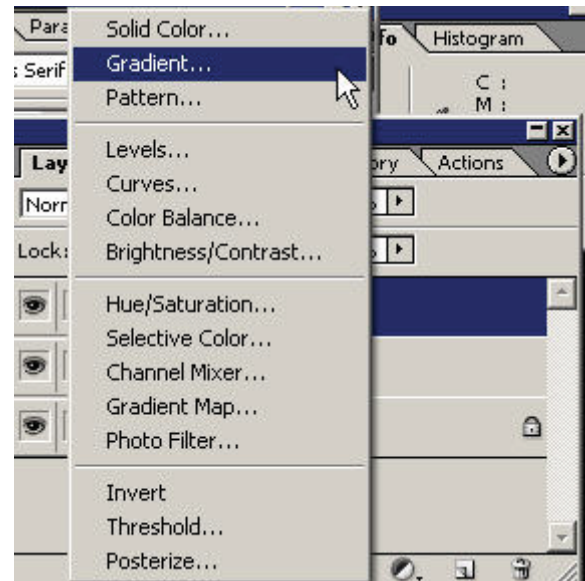 Para
s Serif
Solid Color...
Gradient...
Pattern...
Levels...
Curves...
Color Balance...
Brightness/Contrast...
Hue/Saturation...
Selective Color...
Channel Mixer...
Gradient Map...
Photo Filter...
Invert
Threshold...
Posterize...
fo Histogram
C :
M :
Lay
ory Actions
Norr
Lock: